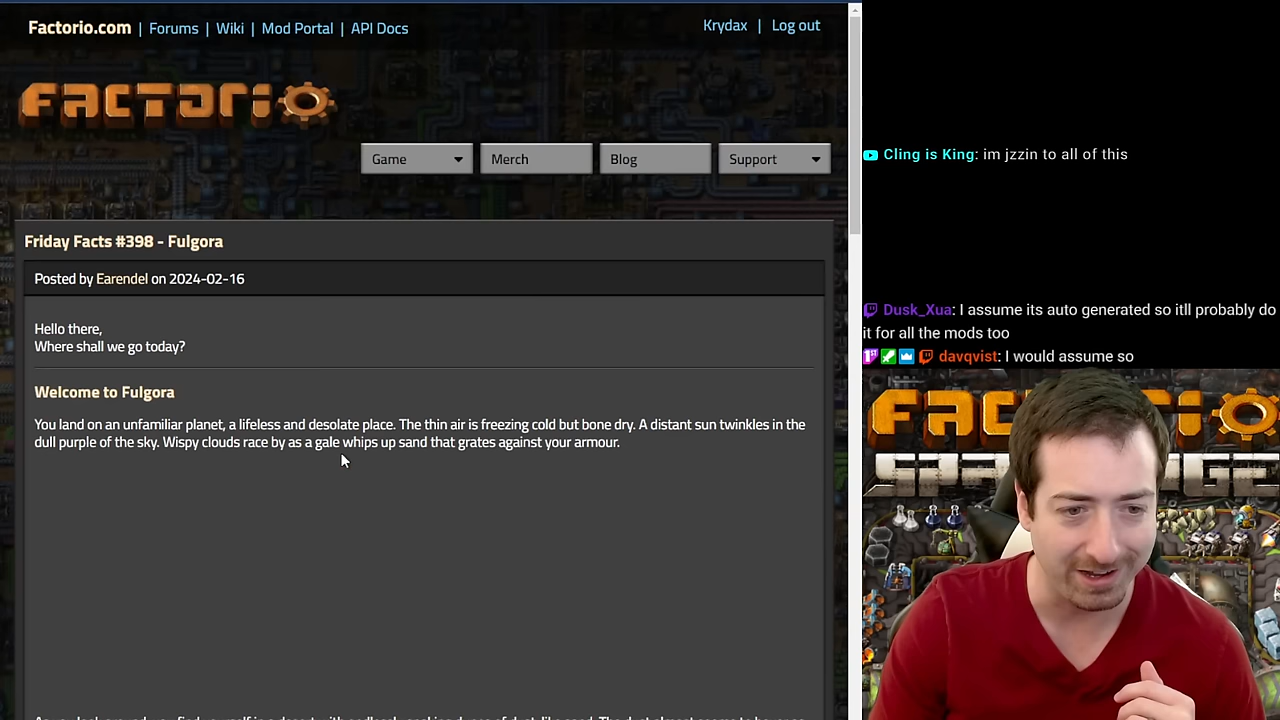 Factorio.com | Forums | Wiki | Mod Portal | API Docs
Krydax | Log out
FACTORIO
Game
Merch
Blog
Support
Friday Facts #398 - Fulgora
Posted by Earendel on 2024-02-16
Hello there,
Where shall we go today?
Welcome to Fulgora
You land on an unfamiliar planet, a lifeless and desolate place. The thin air is freezing cold but bone dry. A distant sun twinkles in the
dull purple of the sky. Wispy clouds race by as a gale whips up sand that grates against your armour.
Cling is King: im jzzin to all of this
Dusk_Xua: I assume its auto generated so itll probably do
it for all the mods too
davqvist: I would assume so